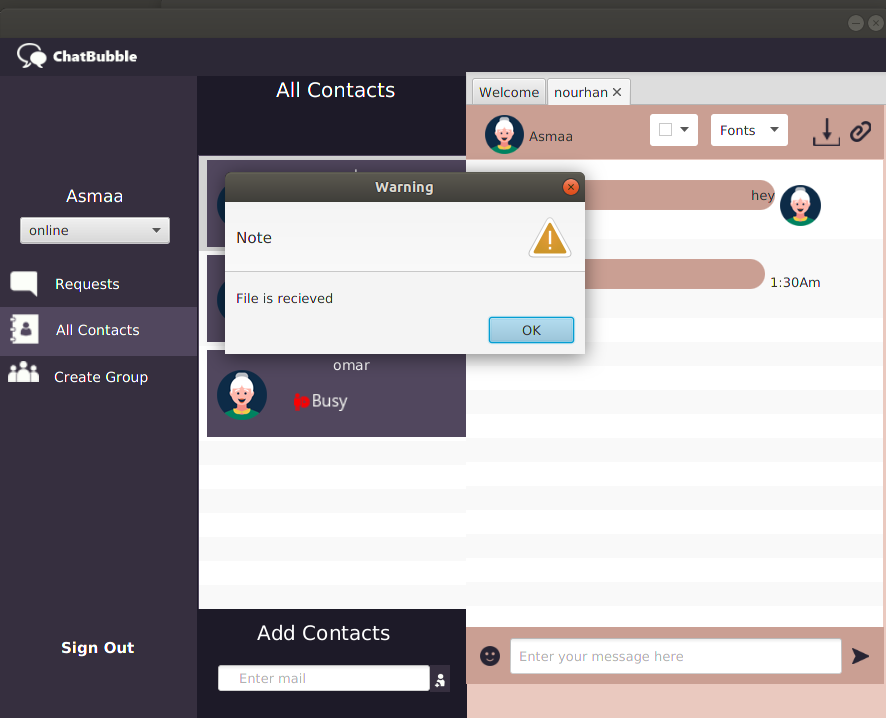 ChatBubble
Asmaa
online
Requests
All Contacts
Create Group
Sign Out
All Contacts
omar
Busy
Add Contacts
Enter mail
Warning
Note
File is recieved
OK
Welcome
nourhan
Asmaa
Fonts
hey
1:30Am
Enter your message here